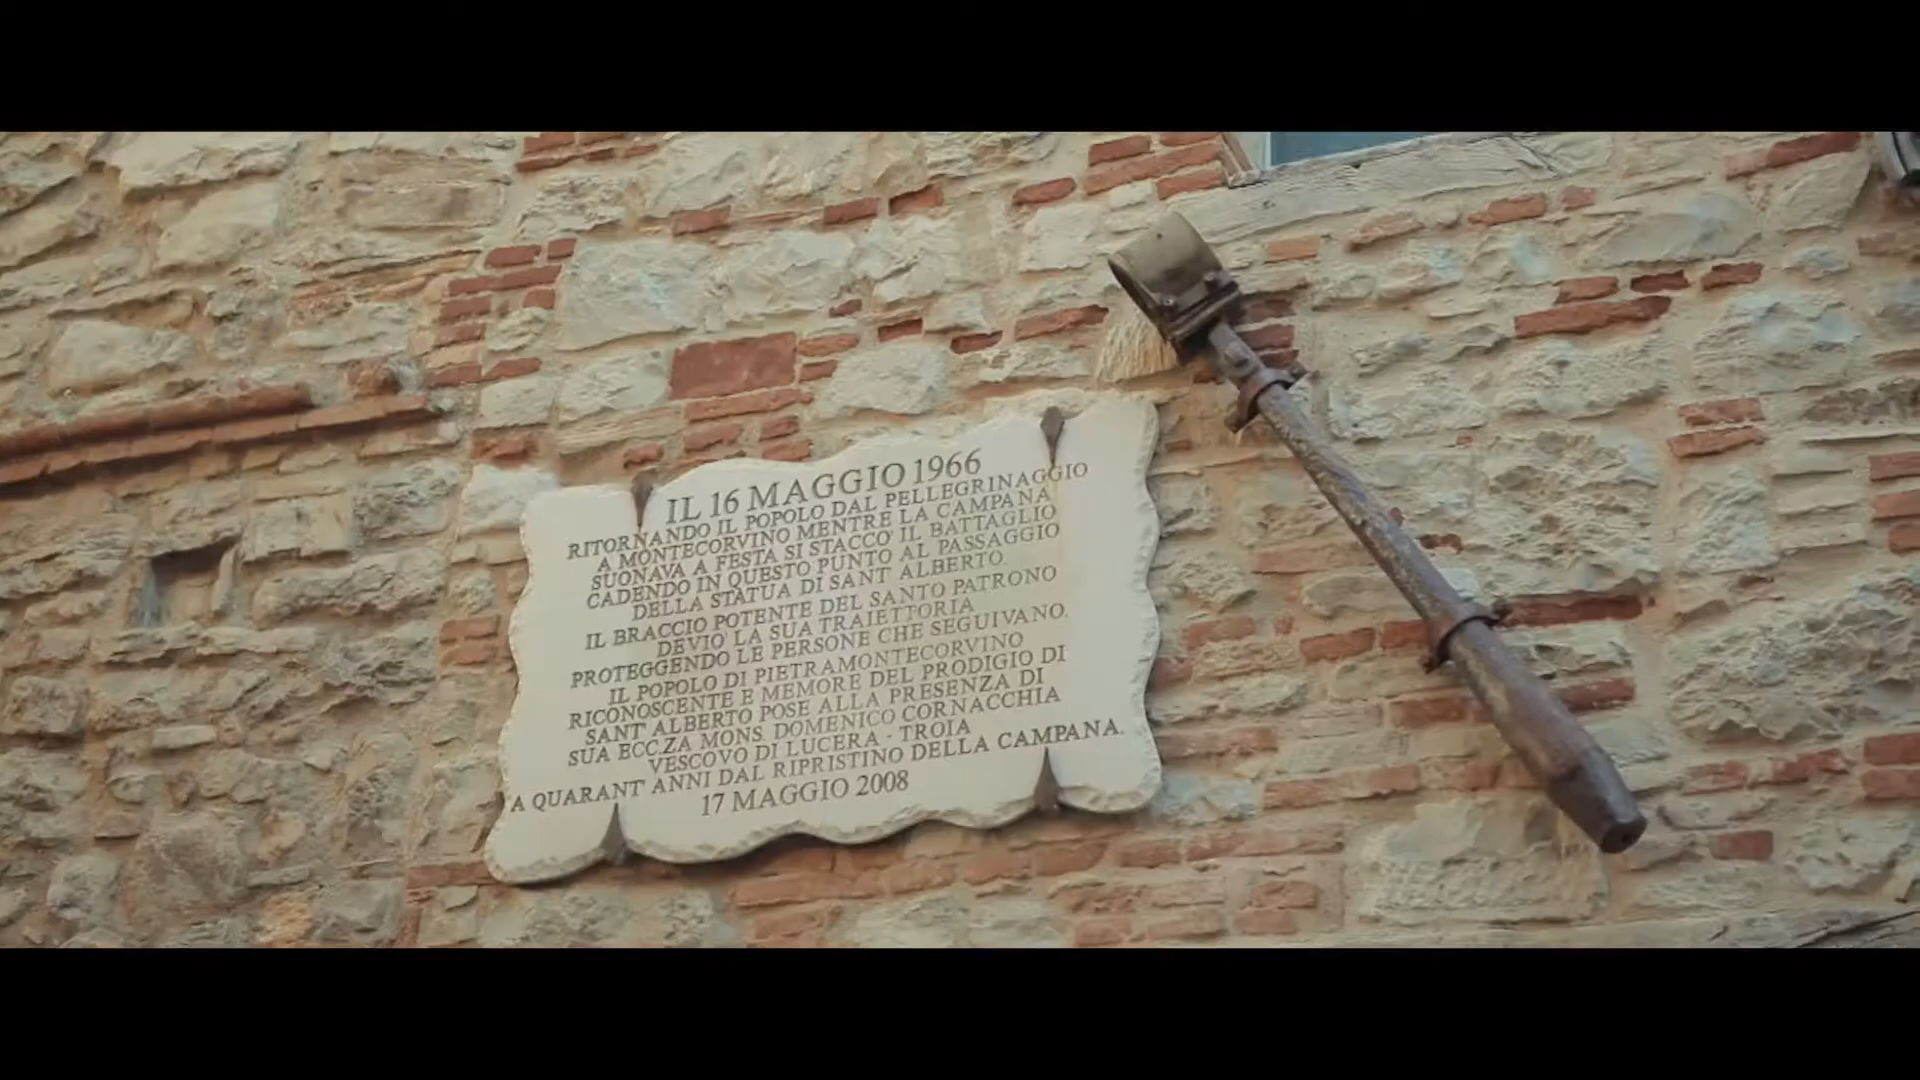 IL 16 MAGGIO 1966
RITORNANDO IL POPOLO DAL PELLEGRINAGGIO
A MONTECORVINO MENTRE LA CAMPANA
SUONAVA A FESTA SI STACCO' IL BATTAGLIO
CADENDO IN QUESTO PUNTO AL PASSAGGIO
DELLA STATUA DI SANT' ALBERTO.
IL BRACCIO POTENTE DEL SANTO PATRONO
DEVIO' LA SUA TRAIETTORIA
PROTEGGENDO LE PERSONE CHE SEGUIVANO.
IL POPOLO DI PIETRAMONTECORVINO
RICONOSCENTE E MEMORE DEL PRODIGIO DI
SANT' ALBERTO POSE ALLA PRESENZA DI
SUA ECC.ZA MONS. DOMENICO CORNACCHIA
VESCOVO DI LUCERA - TROIA
A QUARANT' ANNI DAL RIPRISTINO DELLA CAMPANA.
17 MAGGIO 2008